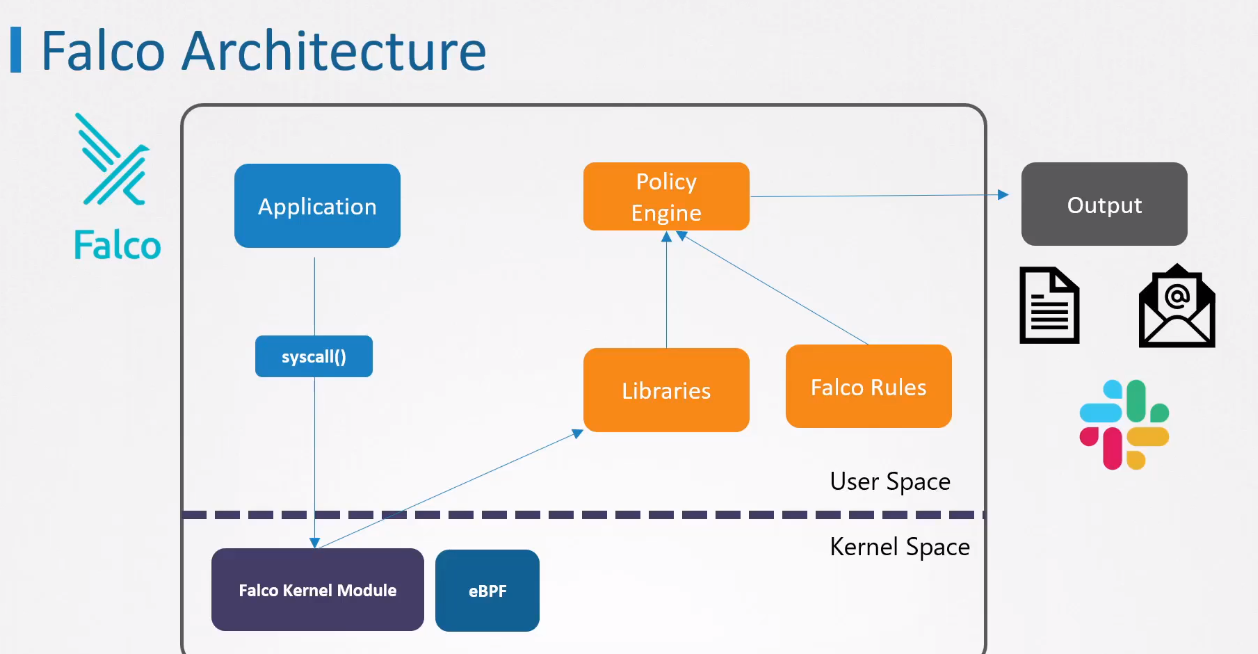 Falco Architecture
Falco
Application
Policy
Engine
Output
syscall()
Libraries
Falco Rules
User Space
Kernel Space
Falco Kernel Module
eBPF
@